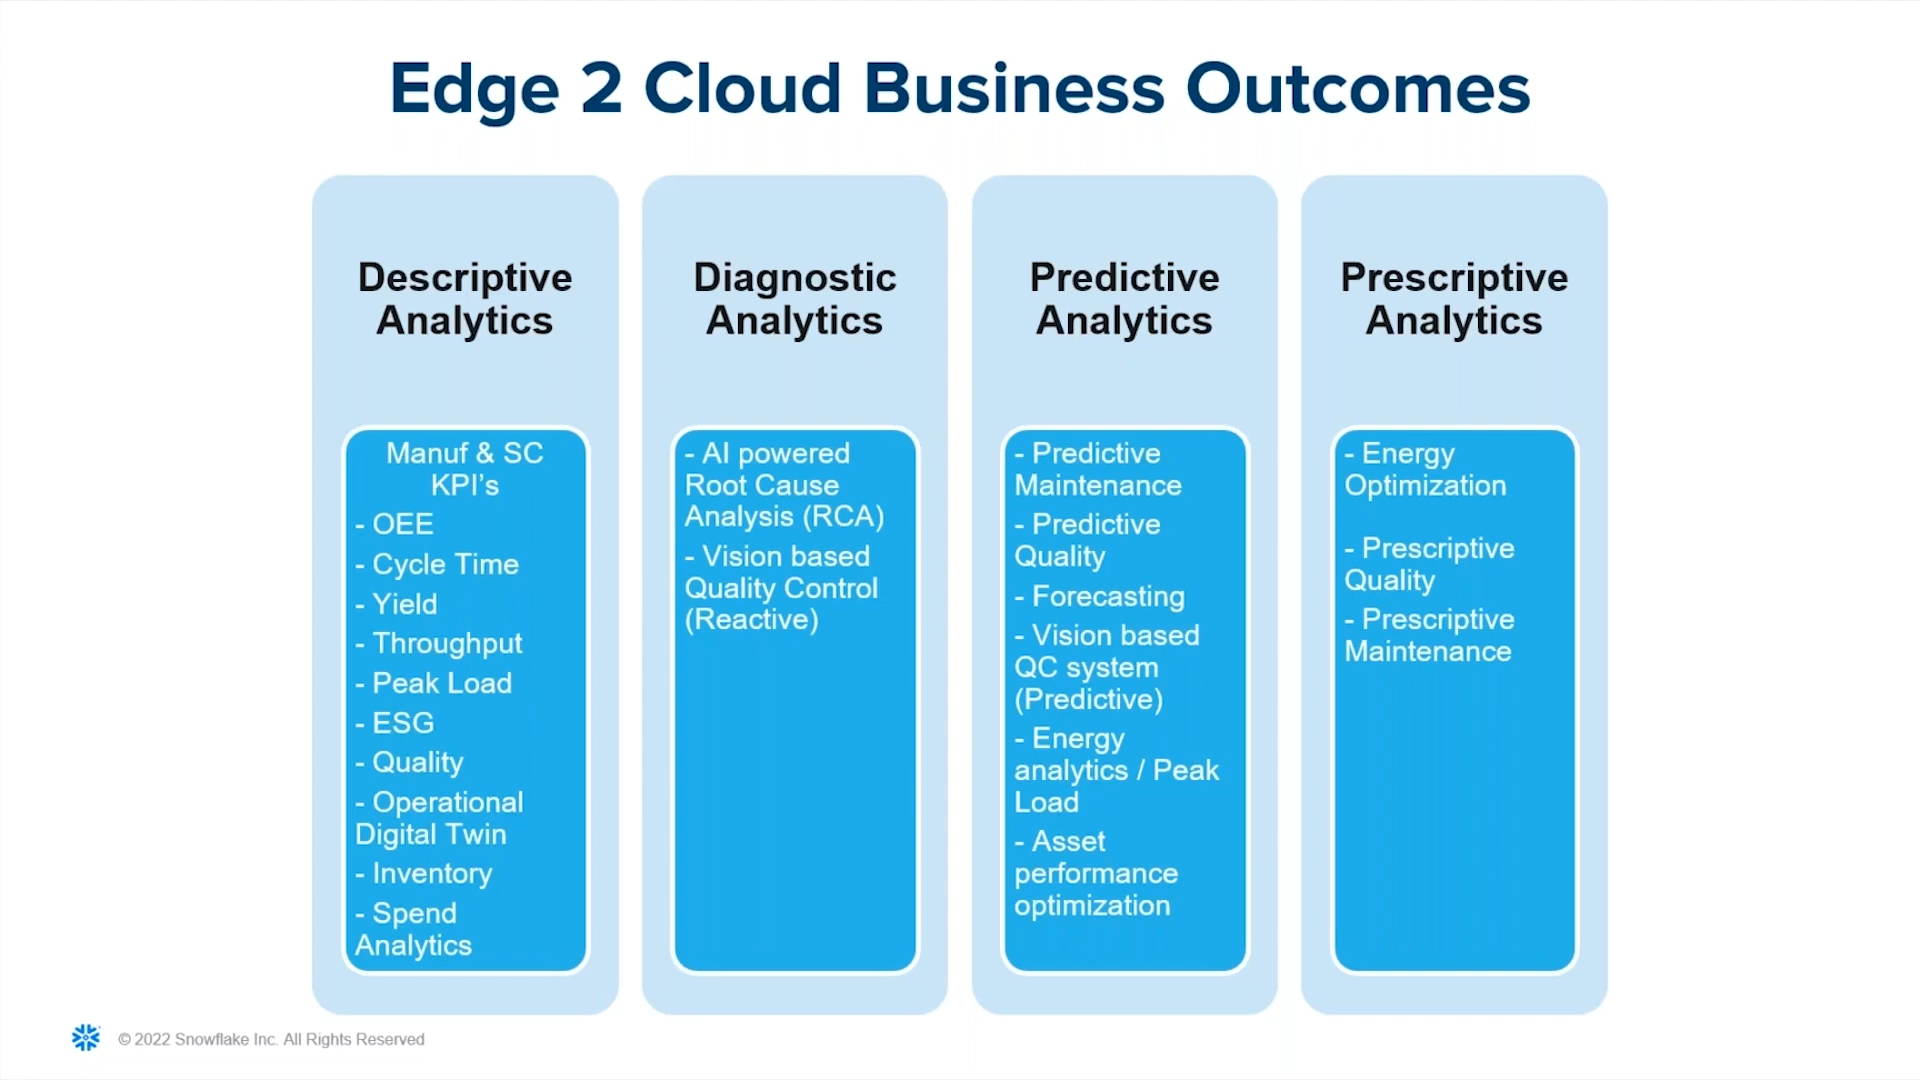 Edge 2 Cloud Business Outcomes
Descriptive
Analytics
Manuf & SC
KPI’s
- OEE
- Cycle Time
- Yield
- Throughput
- Peak Load
- ESG
- Quality
- Operational
Digital Twin
- Inventory
- Spend
Analytics
Diagnostic
Analytics
- AI powered
Root Cause
Analysis (RCA)
- Vision based
Quality Control
(Reactive)
Predictive
Analytics
- Predictive
Maintenance
- Predictive
Quality
- Forecasting
- Vision based
QC system
(Predictive)
- Energy
analytics / Peak
Load
- Asset
performance
optimization
Prescriptive
Analytics
- Energy
Optimization
- Prescriptive
Quality
- Prescriptive
Maintenance
© 2022 Snowflake Inc. All Rights Reserved